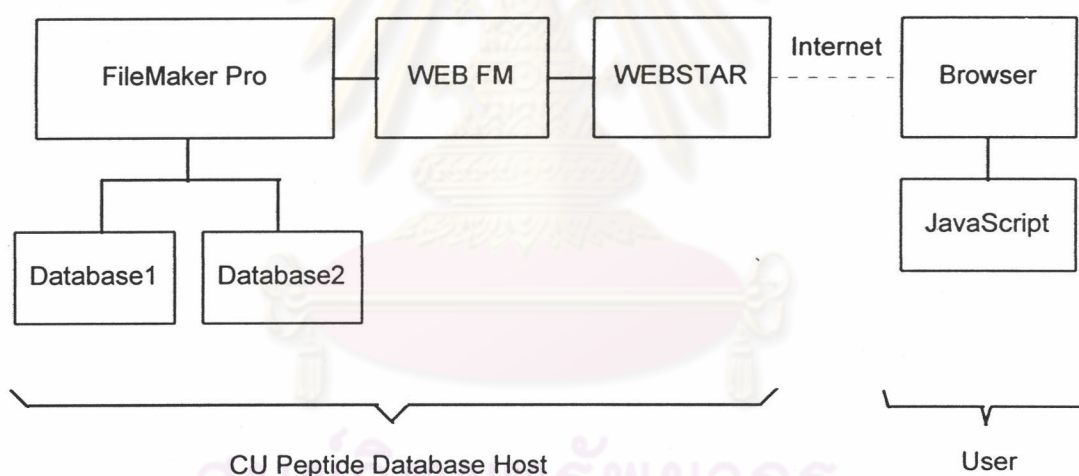 Internet
FileMaker Pro
WEB FM
WEBSTAR
Browser
JavaScript
Database1
Database2
CU Peptide Database Host
User